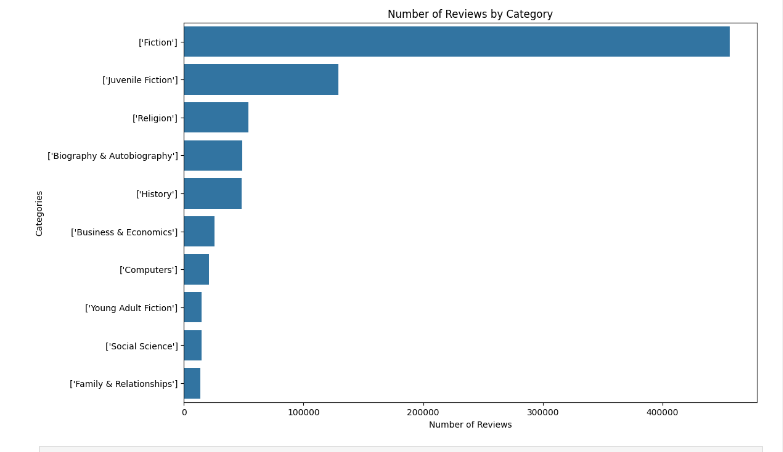 Number of Reviews by Category
['Fiction']
['Juvenile Fiction']
['Religion']
['Biography & Autobiography']
['History']
['Business & Economics']
['Computers']
['Young Adult Fiction']
['Social Science']
['Family & Relationships']
Categories
0 100000 200000 300000 400000
Number of Reviews